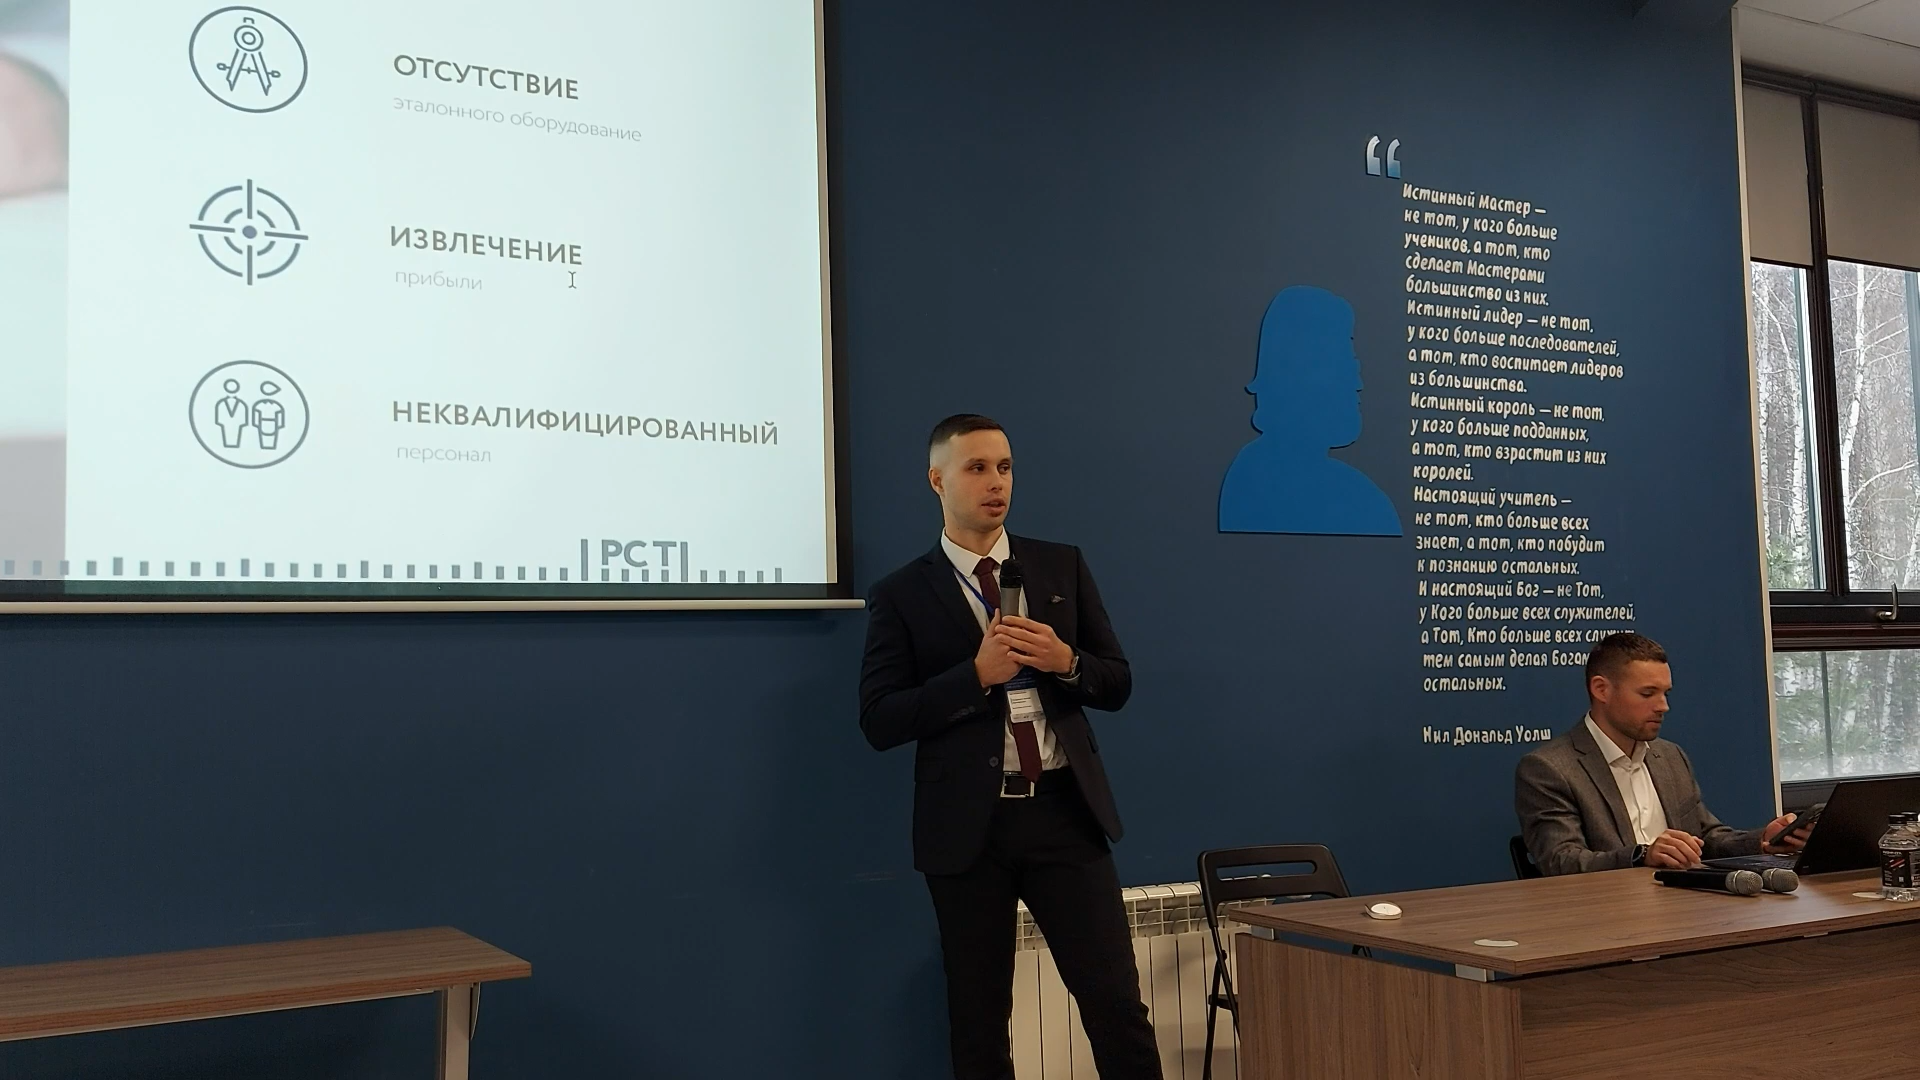 ОТСУТСТВИЕ
эталонного оборудование
ИЗВЛЕЧЕНИЕ
прибыли
НЕКВАЛИФИЦИРОВАННЫЙ
персонал
РСТ
“
Истинный Мастер —
не тот, у кого больше
учеников, а тот, кто
сделает Мастерами
большинство из них.
Истинный лидер — не тот,
у кого больше последователей,
а тот, кто воспитает лидеров
из большинства.
Истинный король — не тот,
у кого больше подданных,
а тот, кто взрастит из них
королей.
Настоящий учитель —
не тот, кто больше всех
знает, а тот, кто побудит
к познанию остальных.
И настоящий Бог — не Тот,
у Кого больше всех служителей,
а Тот, Кто больше всех служит
тем самым делая
остальных.
Нил Дональд Уолш